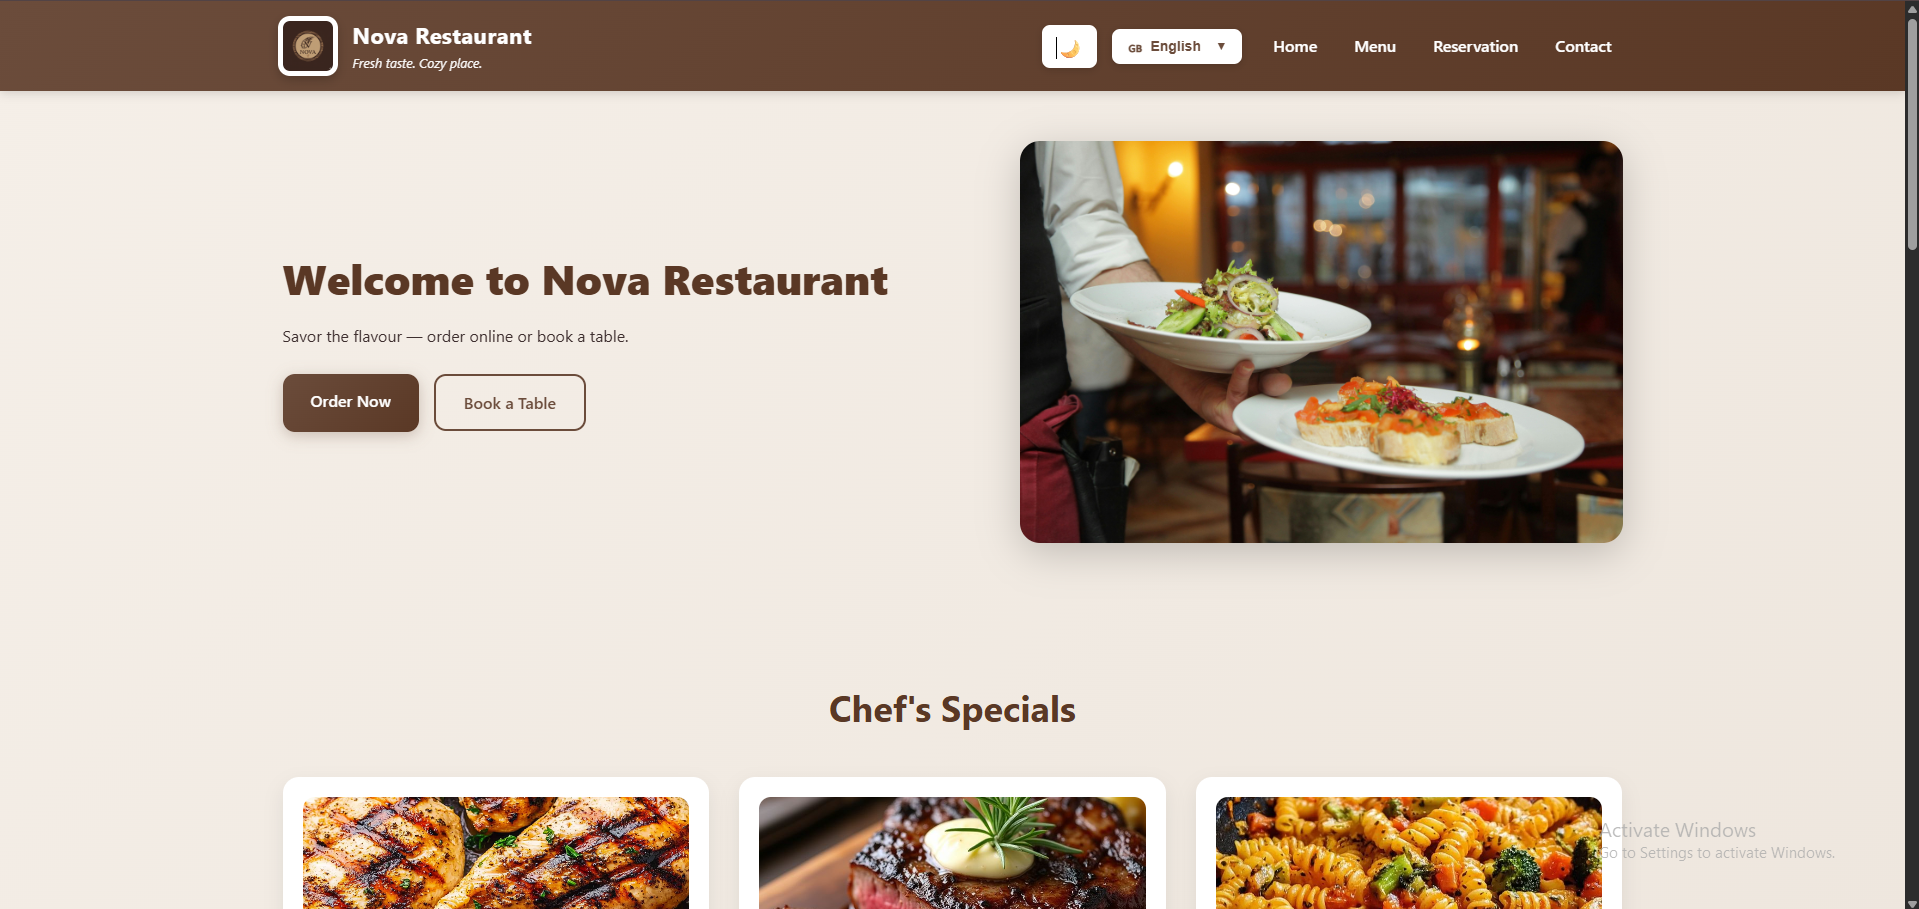 NOVA
Nova Restaurant
Fresh taste. Cozy place.
GB English ▼
Home
Menu
Reservation
Contact
Welcome to Nova Restaurant
Savor the flavour — order online or book a table.
Order Now
Book a Table
Chef's Specials
Activate Windows
Go to Settings to activate Windows.